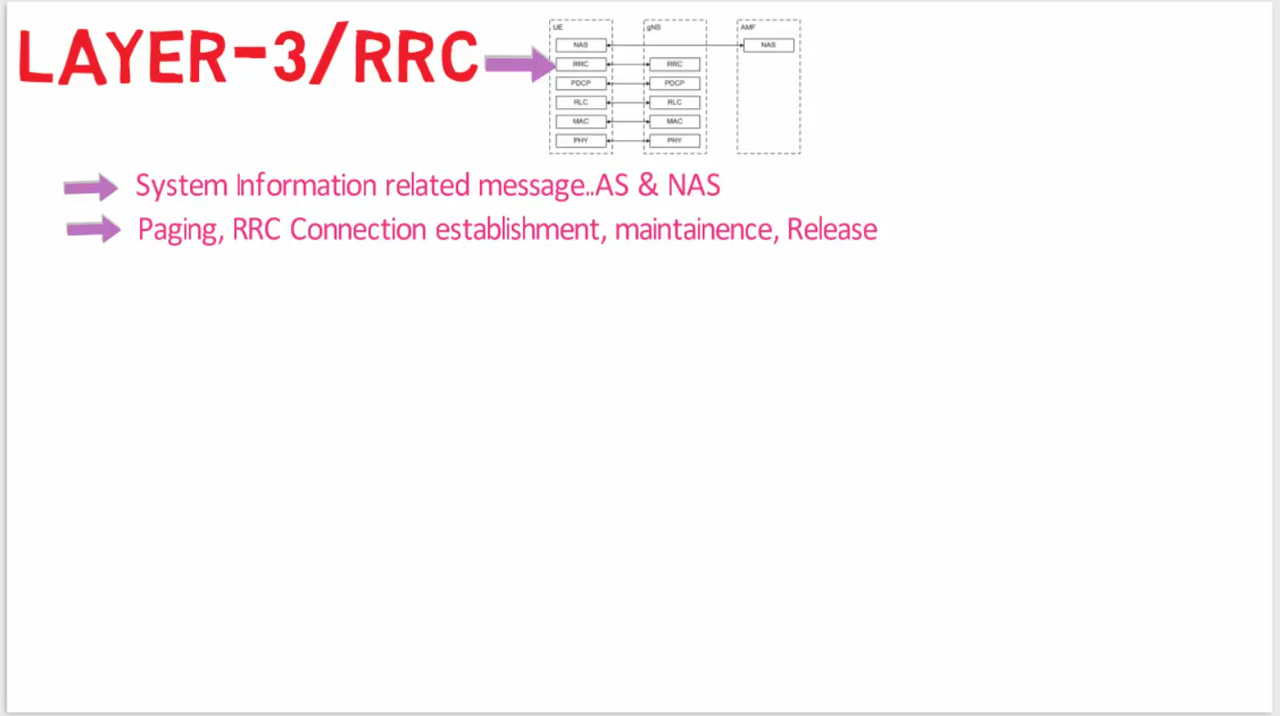 LAYER-3/RRC
UE gNB AMF
NAS NAS
RRC RRC
PDCP PDCP
RLC RLC
MAC MAC
PHY PHY
System Information related message..AS & NAS
Paging, RRC Connection establishment, maintainence, Release